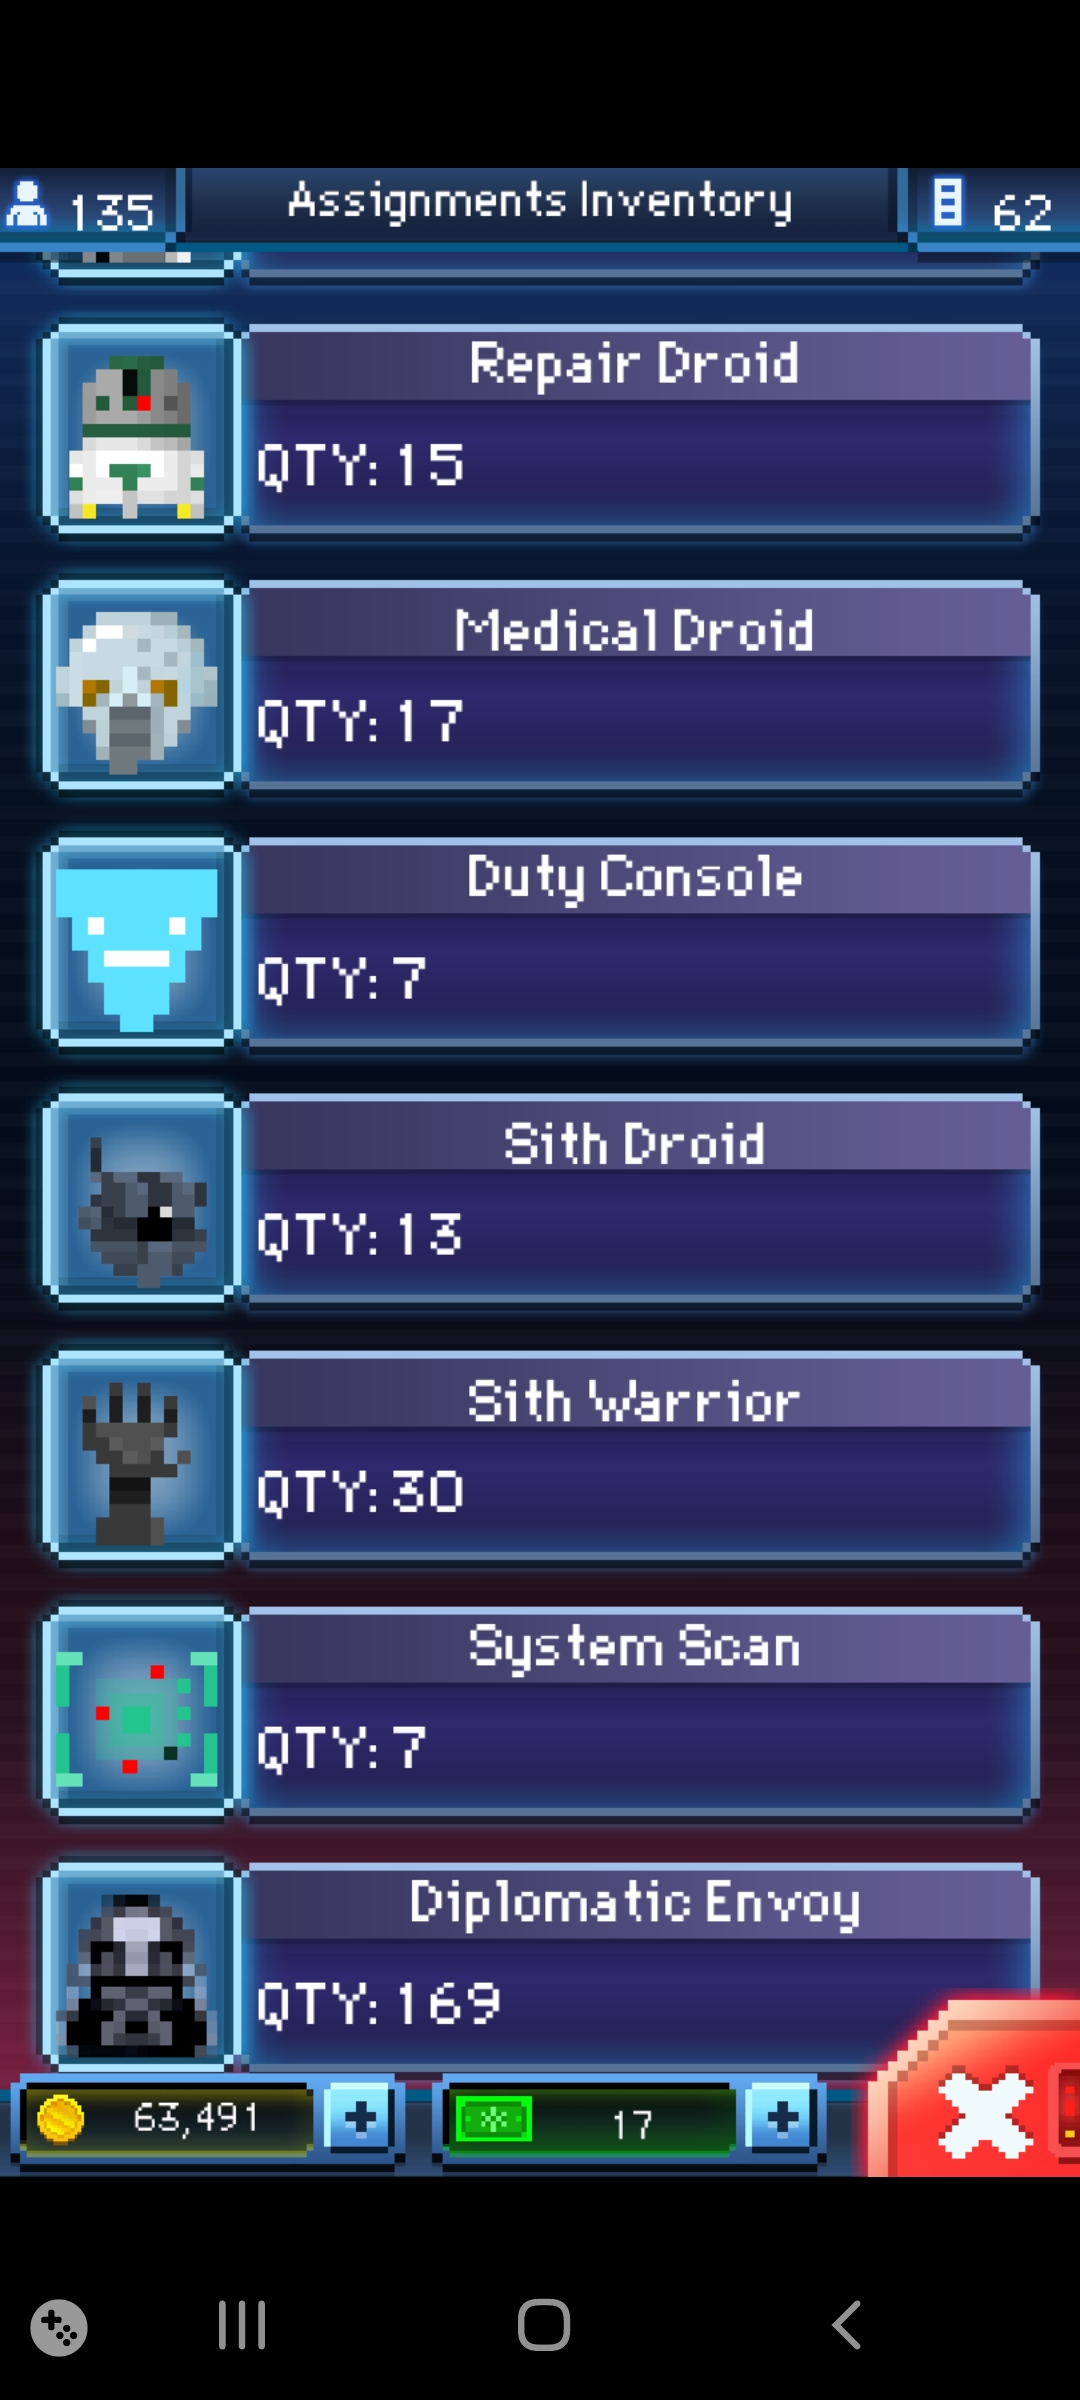 135
Assignments Inventory
62
Repair Droid
QTY: 15
Medical Droid
QTY: 17
Duty Console
QTY: 7
Sith Droid
QTY: 13
Sith Warrior
QTY: 30
System Scan
QTY: 7
Diplomatic Envoy
QTY: 169
63,491
17